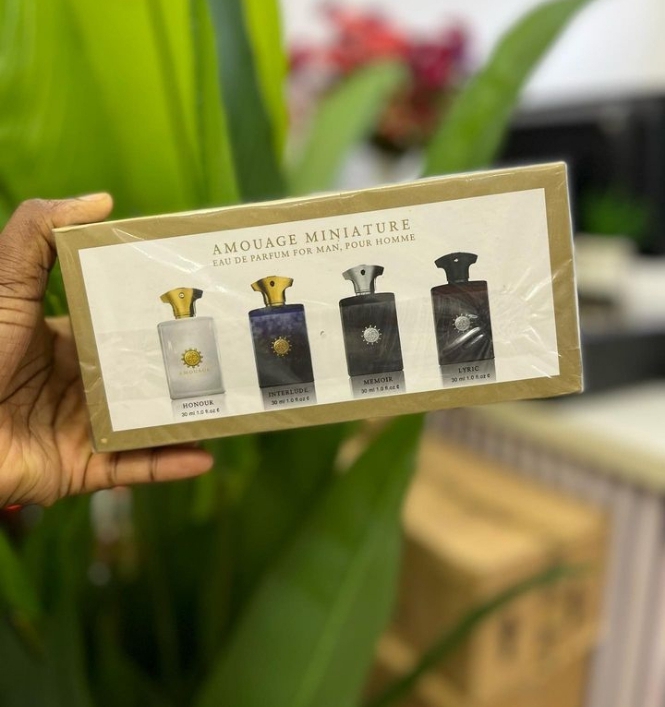 AMOUAGE MINIATURE
EAU DE PARFUM FOR MAN, POUR HOMME
HONOUR
30 ml 1.0 fl oz ℮
INTERLUDE
30 ml 1.0 fl oz ℮
MEMOIR
30 ml 1.0 fl oz ℮
LYRIC
30 ml 1.0 fl oz ℮